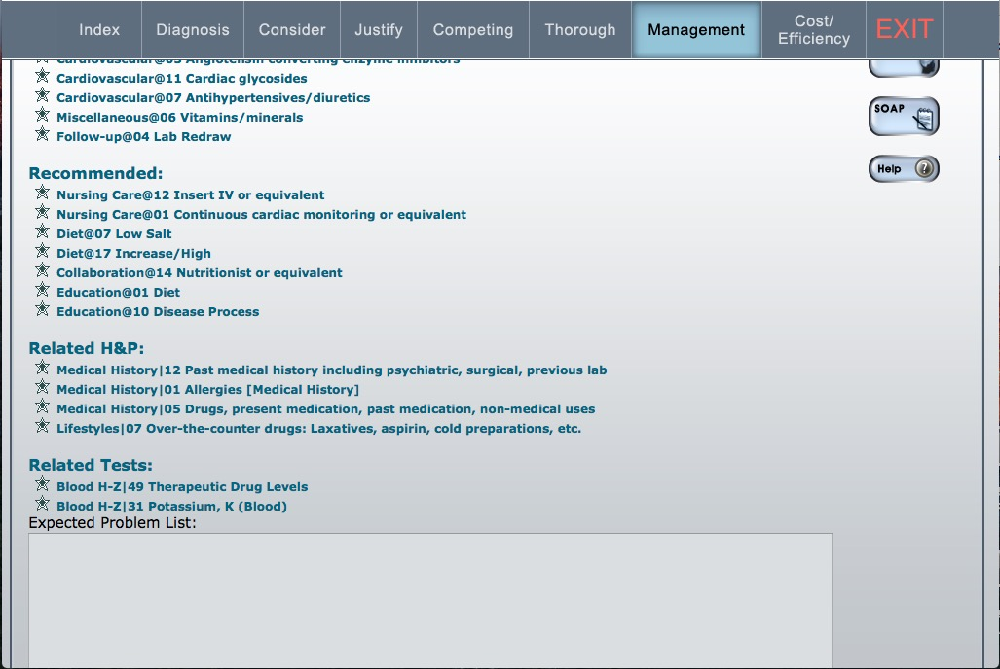 Index
Diagnosis
Consider
Justify
Competing
Thorough
Management
Cost/
Efficiency
EXIT
Cardiovascular@05 Angiotensin converting enzyme inhibitors
Cardiovascular@11 Cardiac glycosides
Cardiovascular@07 Antihypertensives/diuretics
Miscellaneous@06 Vitamins/minerals
Follow-up@04 Lab Redraw
SOAP
Help
Recommended:
Nursing Care@12 Insert IV or equivalent
Nursing Care@01 Continuous cardiac monitoring or equivalent
Diet@07 Low Salt
Diet@17 Increase/High
Collaboration@14 Nutritionist or equivalent
Education@01 Diet
Education@10 Disease Process
Related H&P:
Medical History|12 Past medical history including psychiatric, surgical, previous lab
Medical History|01 Allergies [Medical History]
Medical History|05 Drugs, present medication, past medication, non-medical uses
Lifestyles|07 Over-the-counter drugs: Laxatives, aspirin, cold preparations, etc.
Related Tests:
Blood H-Z|49 Therapeutic Drug Levels
Blood H-Z|31 Potassium, K (Blood)
Expected Problem List: